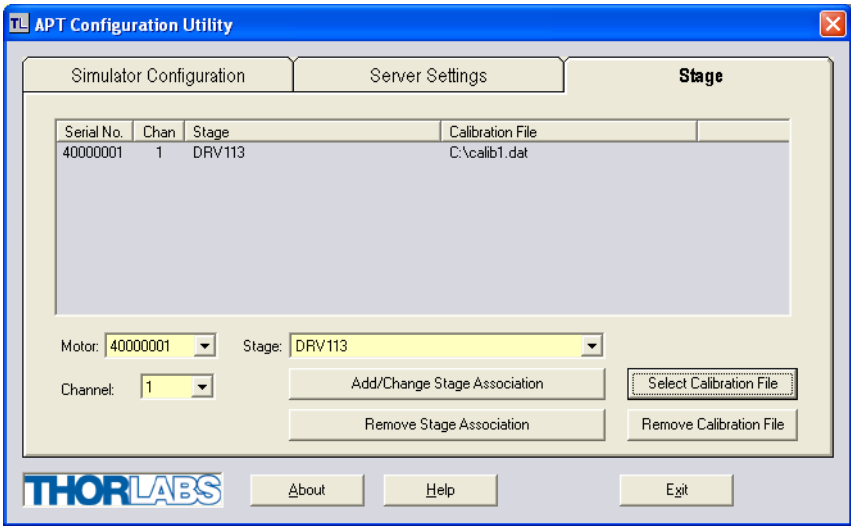 TL APT Configuration Utility
Simulator Configuration Server Settings Stage
Serial No. Chan Stage Calibration File
40000001 1 DRV113 C:\calib1.dat
Motor: 40000001 Stage: DRV113
Channel: 1 Add/Change Stage Association Select Calibration File
Remove Stage Association Remove Calibration File
THORLABS About Help Exit